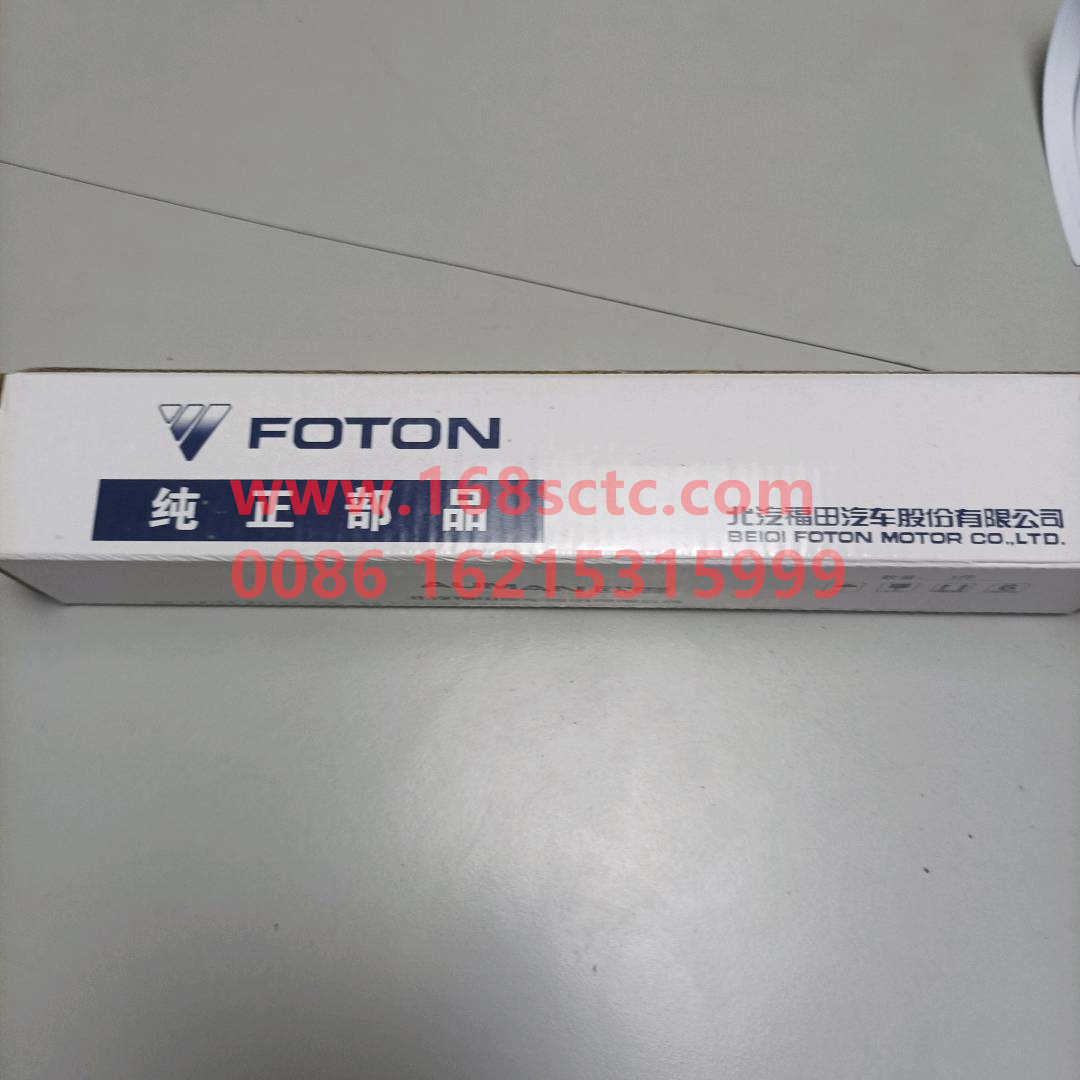 FOTON
www.168sctc.com
纯正部品
北汽福田汽车股份有限公司
BEIQI FOTON MOTOR CO.,LTD.
0086 16215315999